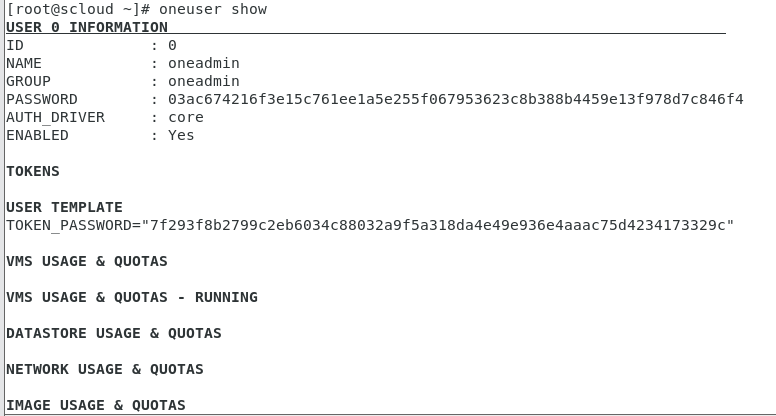 [root@scloud ~]# oneuser show
USER 0 INFORMATION
ID              : 0
NAME            : oneadmin
GROUP           : oneadmin
PASSWORD        : 03ac674216f3e15c761ee1a5e255f067953623c8b388b4459e13f978d7c846f4
AUTH_DRIVER     : core
ENABLED         : Yes
TOKENS
USER TEMPLATE
TOKEN_PASSWORD="7f293f8b2799c2eb6034c88032a9f5a318da4e49e936e4aaac75d4234173329c"
VMS USAGE & QUOTAS
VMS USAGE & QUOTAS - RUNNING
DATASTORE USAGE & QUOTAS
NETWORK USAGE & QUOTAS
IMAGE USAGE & QUOTAS